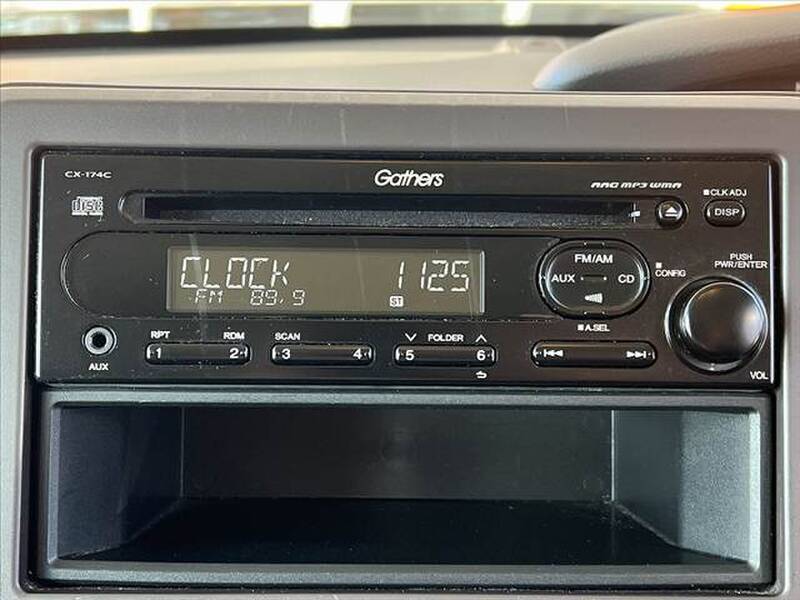 CX-174C
Gathers
AAC MP3 WMA
CLK ADJ
disc
DISP
CLOCK 1125
FM 89.9
ST
FM/AM
AUX CD
CONFIG
PUSH
PWR/ENTER
RPT RDM
SCAN
FOLDER
A.SEL
1 2
3 4
5 6
AUX
VOL